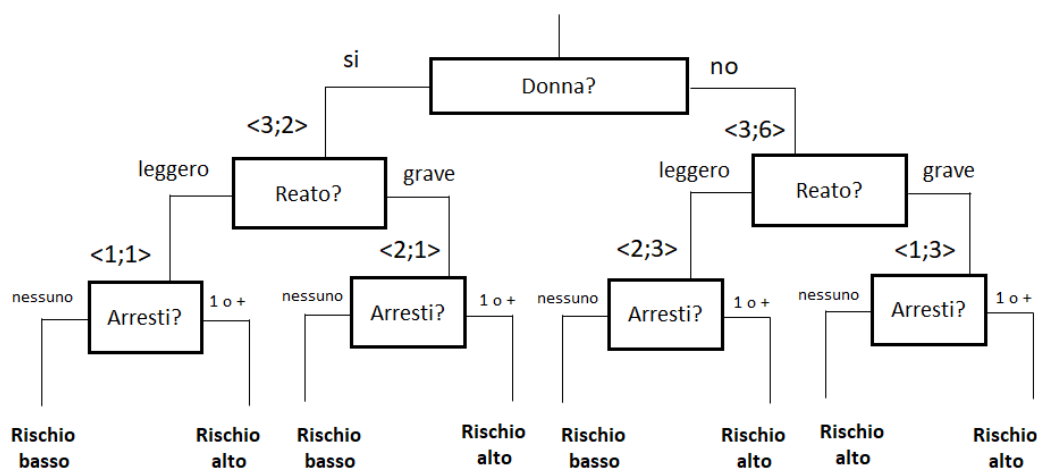 si
Donna?
no
<3;2>
<3;6>
leggero
Reato?
grave
leggero
Reato?
grave
<1;1>
<2;1>
<2;3>
<1;3>
nessuno
Arresti?
1 o +
nessuno
Arresti?
1 o +
nessuno
Arresti?
1 o +
nessuno
Arresti?
1 o +
Rischio
basso
Rischio
alto
Rischio
basso
Rischio
alto
Rischio
basso
Rischio
alto
Rischio
alto
Rischio
alto